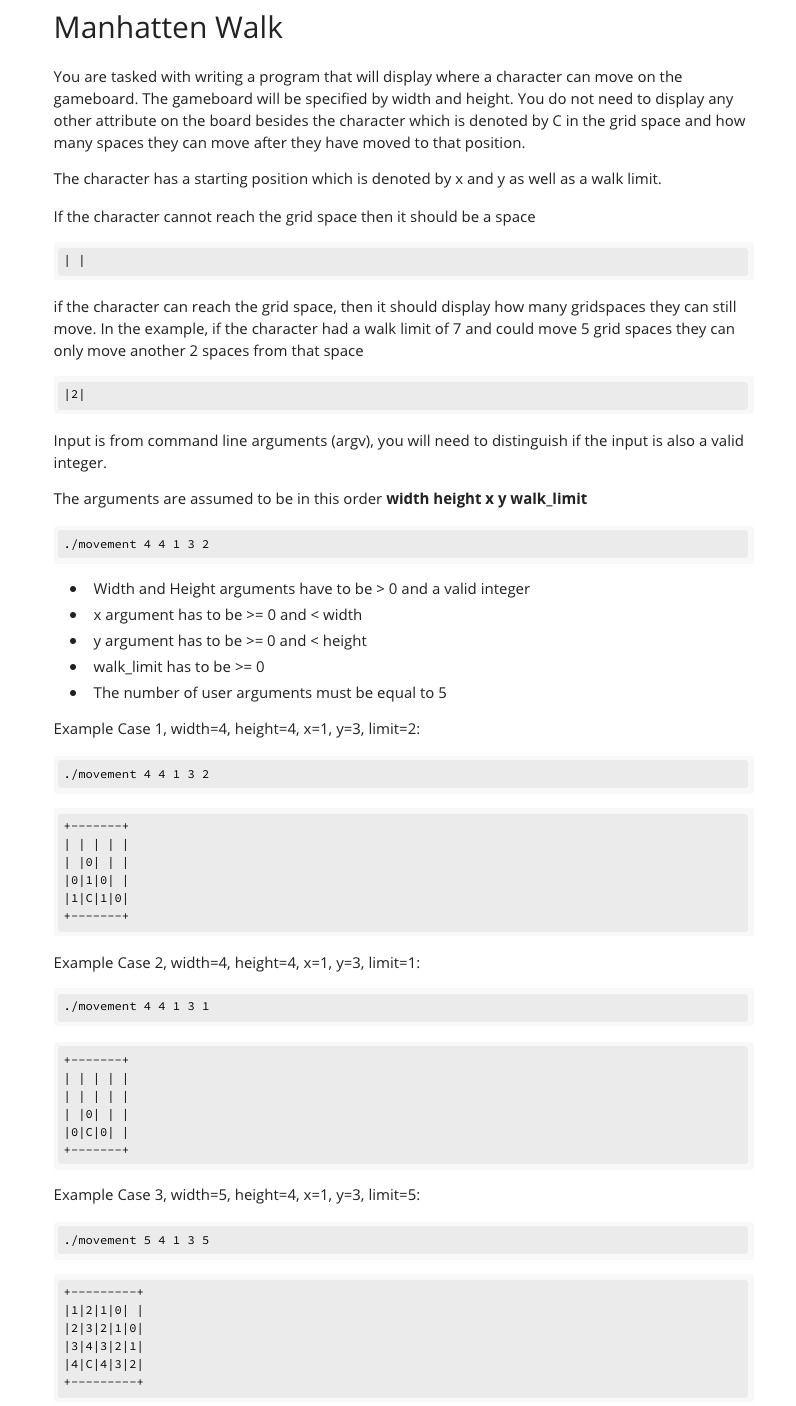 Manhatten Walk
You are tasked with writing a program that will display where a character can move on the
gameboard. The gameboard will be specified by width and height. You do not need to display any
other attribute on the board besides the character which is denoted by C in the grid space and how
many spaces they can move after they have moved to that position.
The character has a starting position which is denoted by x and y as well as a walk limit.
If the character cannot reach the grid space then it should be a space
| |
if the character can reach the grid space, then it should display how many gridspaces they can still
move. In the example, if the character had a walk limit of 7 and could move 5 grid spaces they can
only move another 2 spaces from that space
|2|
Input is from command line arguments (argv), you will need to distinguish if the input is also a valid
integer.
The arguments are assumed to be in this order width height x y walk_limit
./movement 4 4 1 3 2
• Width and Height arguments have to be > 0 and a valid integer
• x argument has to be >= 0 and < width
• y argument has to be >= 0 and < height
• walk_limit has to be >= 0
• The number of user arguments must be equal to 5
Example Case 1, width=4, height=4, x=1, y=3, limit=2:
./movement 4 4 1 3 2
+-------+
| | | | |
| |0| | |
|0|1|0| |
|1|C|1|0|
+-------+
Example Case 2, width=4, height=4, x=1, y=3, limit=1:
./movement 4 4 1 3 1
+-------+
| | | | |
| | | | |
| |0| | |
|0|C|0| |
+-------+
Example Case 3, width=5, height=4, x=1, y=3, limit=5:
./movement 5 4 1 3 5
+---------+
|1|2|1|0| |
|2|3|2|1|0|
|3|4|3|2|1|
|4|C|4|3|2|
+---------+